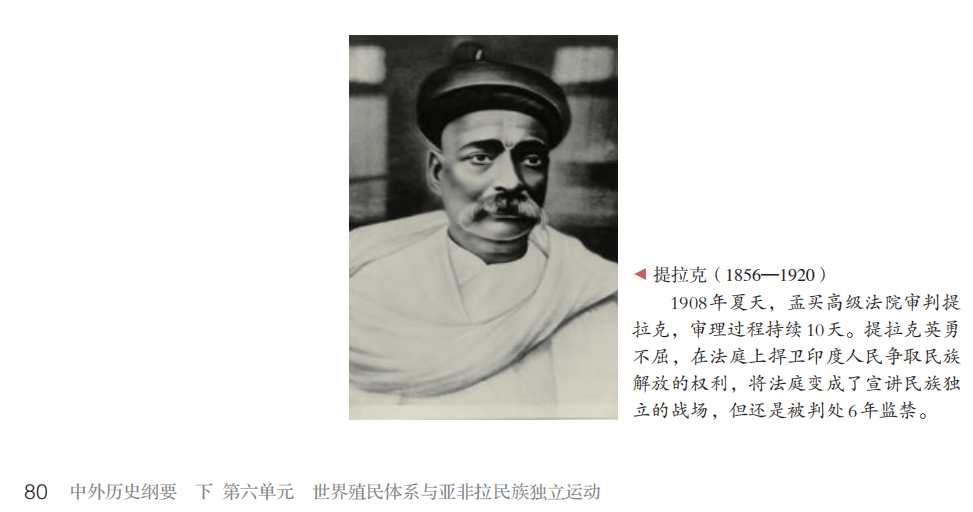 ◀ 提拉克（1856—1920）
1908年夏天，孟买高级法院审判提
拉克，审理过程持续10天。提拉克英勇
不屈，在法庭上捍卫印度人民争取民族
解放的权利，将法庭变成了宣讲民族独
立的战场，但还是被判处6年监禁。
80 中外历史纲要 下 第六单元 世界殖民体系与亚非拉民族独立运动